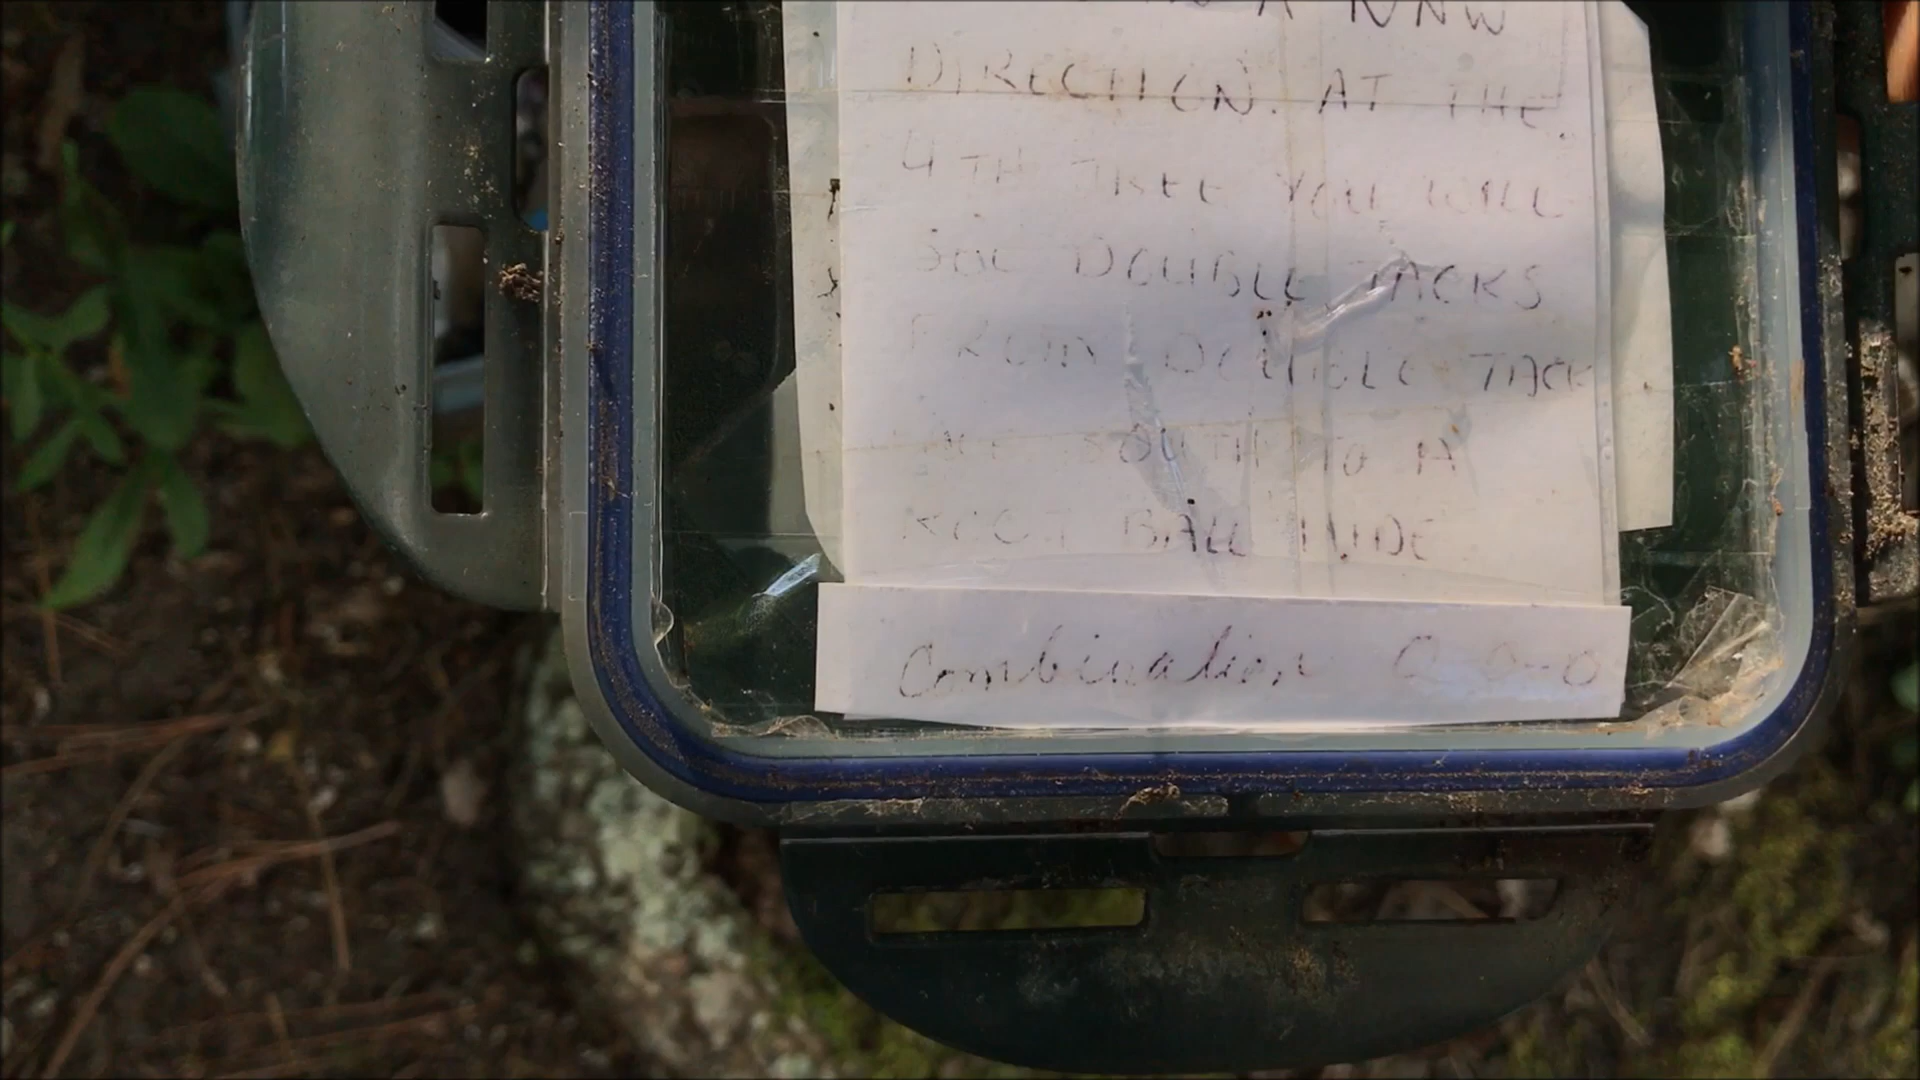 A NNW
DIRECTION. AT THE
4TH TREE YOU WILL
SEE DOUBLE TACKS
FROM DOUBLE TACK
SOUTH TO A
ROOT BALL HIDE
Combination 0-0-0